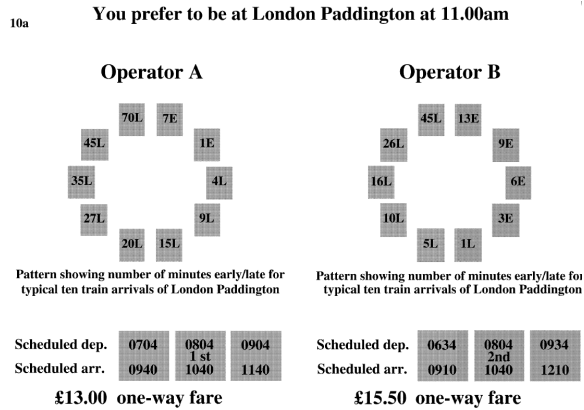 10a
You prefer to be at London Paddington at 11.00am
Operator A
70L 7E
45L 1E
35L 4L
27L 9L
20L 15L
Pattern showing number of minutes early/late for
typical ten train arrivals of London Paddington
Scheduled dep. 0704 0804 0904
1 st
Scheduled arr. 0940 1040 1140
£13.00 one-way fare
Operator B
45L 13E
26L 9E
16L 6E
10L 3E
5L 1L
Pattern showing number of minutes early/late for
typical ten train arrivals of London Paddington
Scheduled dep. 0634 0804 0934
2nd
Scheduled arr. 0910 1040 1210
£15.50 one-way fare